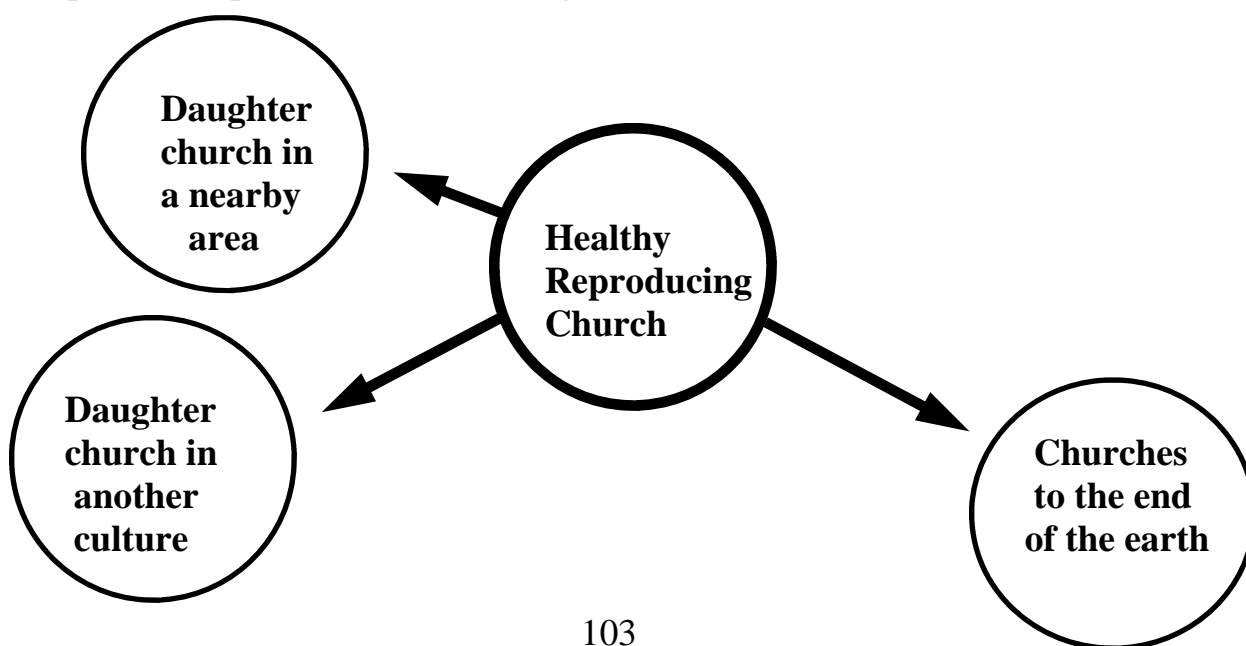 Daughter
church in
a nearby
area
Healthy
Reproducing
Church
Daughter
church in
another
culture
Churches
to the end
of the earth
103